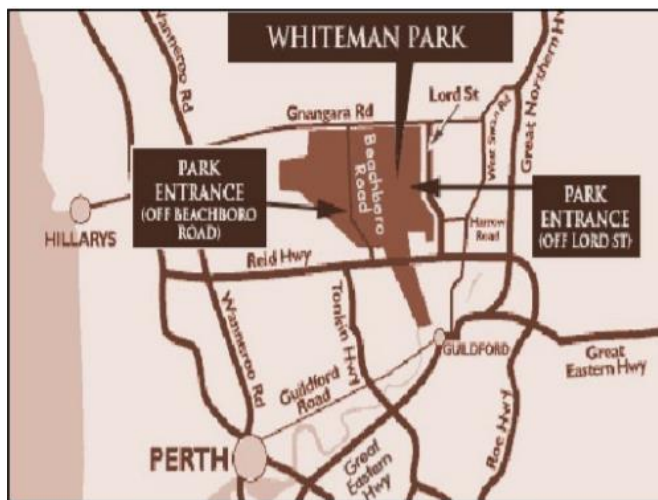 Wanneroo Rd
WHITEMAN PARK
Great Northern Hwy
Lord St
Gnangara Rd
West Swan Rd
PARK
ENTRANCE
(OFF BEACHBORO
ROAD)
Beachboro
Road
PARK
ENTRANCE
(OFF LORD ST)
HILLARYS
Harrow
Road
Reid Hwy
Wanneroo Rd
Tonkin Hwy
Guildford
Road
GUILDFORD
Great
Eastern Hwy
PERTH
Great
Eastern Hwy
Roe Hwy